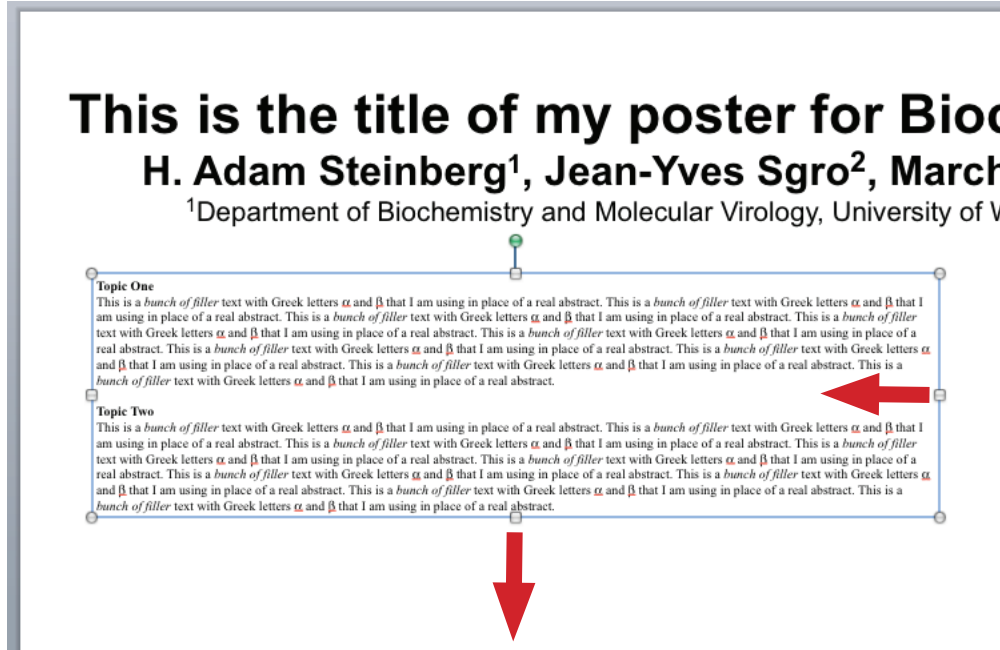 This is the title of my poster for Bioc
H. Adam Steinberg¹, Jean-Yves Sgro², March
¹Department of Biochemistry and Molecular Virology, University of W
Topic One
This is a bunch of filler text with Greek letters α and β that I am using in place of a real abstract. This is a bunch of filler text with Greek letters α and β that I
am using in place of a real abstract. This is a bunch of filler text with Greek letters α and β that I am using in place of a real abstract. This is a bunch of filler
text with Greek letters α and β that I am using in place of a real abstract. This is a bunch of filler text with Greek letters α and β that I am using in place of a
real abstract. This is a bunch of filler text with Greek letters α and β that I am using in place of a real abstract. This is a bunch of filler text with Greek letters α
and β that I am using in place of a real abstract. This is a bunch of filler text with Greek letters α and β that I am using in place of a real abstract. This is a
bunch of filler text with Greek letters α and β that I am using in place of a real abstract.
Topic Two
This is a bunch of filler text with Greek letters α and β that I am using in place of a real abstract. This is a bunch of filler text with Greek letters α and β that I
am using in place of a real abstract. This is a bunch of filler text with Greek letters α and β that I am using in place of a real abstract. This is a bunch of filler
text with Greek letters α and β that I am using in place of a real abstract. This is a bunch of filler text with Greek letters α and β that I am using in place of a
real abstract. This is a bunch of filler text with Greek letters α and β that I am using in place of a real abstract. This is a bunch of filler text with Greek letters α
and β that I am using in place of a real abstract. This is a bunch of filler text with Greek letters α and β that I am using in place of a real abstract. This is a
bunch of filler text with Greek letters α and β that I am using in place of a real abstract.